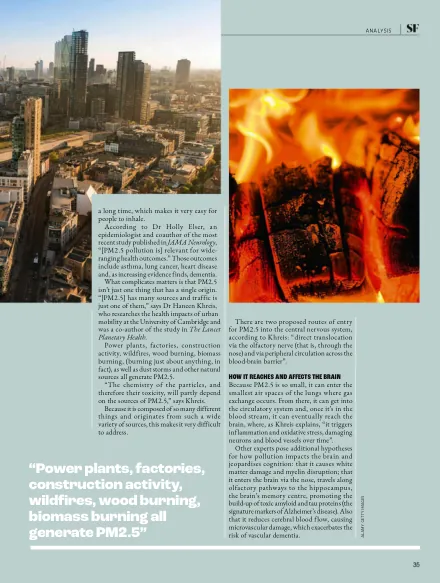 ANALYSIS
SF
a long time, which makes it very easy for
people to inhale.
According to Dr Holly Elser, an
epidemiologist and coauthor of the most
recent study published in JAMA Neurology,
"[PM2.5 pollution is] relevant for wide-
ranging health outcomes." Those outcomes
include asthma, lung cancer, heart disease
and, as increasing evidence finds, dementia.
What complicates matters is that PM2.5
isn't just one thing that has a single origin.
"[PM2.5] has many sources and traffic is
just one of them," says Dr Haneen Khreis,
who researches the health impacts of urban
mobility at the University of Cambridge and
was a co-author of the study in The Lancet
Planetary Health.
Power plants, factories, construction
activity, wildfires, wood burning, biomass
burning, (burning just about anything, in
fact), as well as dust storms and other natural
sources all generate PM2.5.
"The chemistry of the particles, and
therefore their toxicity, will partly depend
on the sources of PM2.5," says Khreis.
Because it is composed of so many different
things and originates from such a wide
variety of sources, this makes it very difficult
to address.
"Power plants, factories,
construction activity,
wildfires, wood burning,
biomass burning all
generate PM2.5"
There are two proposed routes of entry
for PM2.5 into the central nervous system,
according to Khreis: "direct translocation
via the olfactory nerve (that is, through the
nose) and via peripheral circulation across the
blood-brain barrier".
HOW IT REACHES AND AFFECTS THE BRAIN
Because PM2.5 is so small, it can enter the
smallest air spaces of the lungs where gas
exchange occurs. From there, it can get into
the circulatory system and, once it's in the
blood stream, it can eventually reach the
brain, where, as Khreis explains, "it triggers
inflammation and oxidative stress, damaging
neurons and blood vessels over time".
Other experts pose additional hypotheses
for how pollution impacts the brain and
jeopardises cognition: that it causes white
matter damage and myelin disruption; that
it enters the brain via the nose, travels along
olfactory pathways to the hippocampus,
the brain's memory centre, promoting the
build-up of toxic amyloid and tau proteins (the
signature markers of Alzheimer's disease). Also
that it reduces cerebral blood flow, causing
microvascular damage, which exacerbates the
risk of vascular dementia.
ALAMY, GETTY IMAGES
35